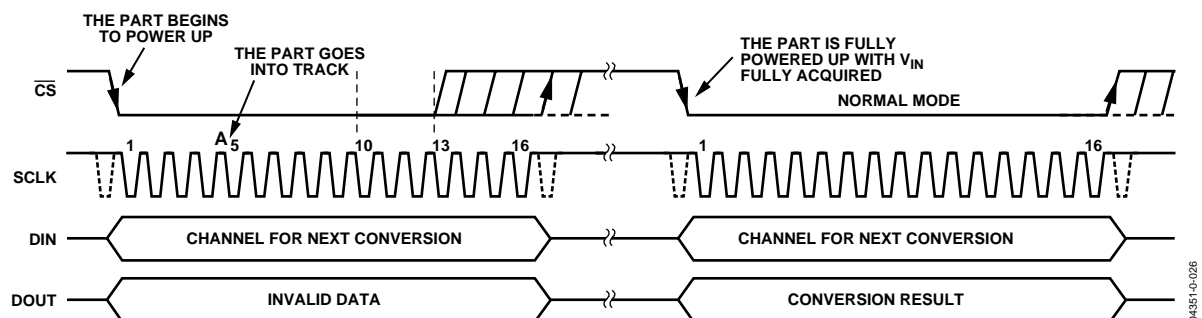 THE PART BEGINS
TO POWER UP
THE PART GOES
INTO TRACK
THE PART IS FULLY
POWERED UP WITH VIN
FULLY ACQUIRED
CS
NORMAL MODE
A
1 5 10 13 16 1 16
SCLK
DIN CHANNEL FOR NEXT CONVERSION CHANNEL FOR NEXT CONVERSION
DOUT INVALID DATA CONVERSION RESULT
04351-0-026